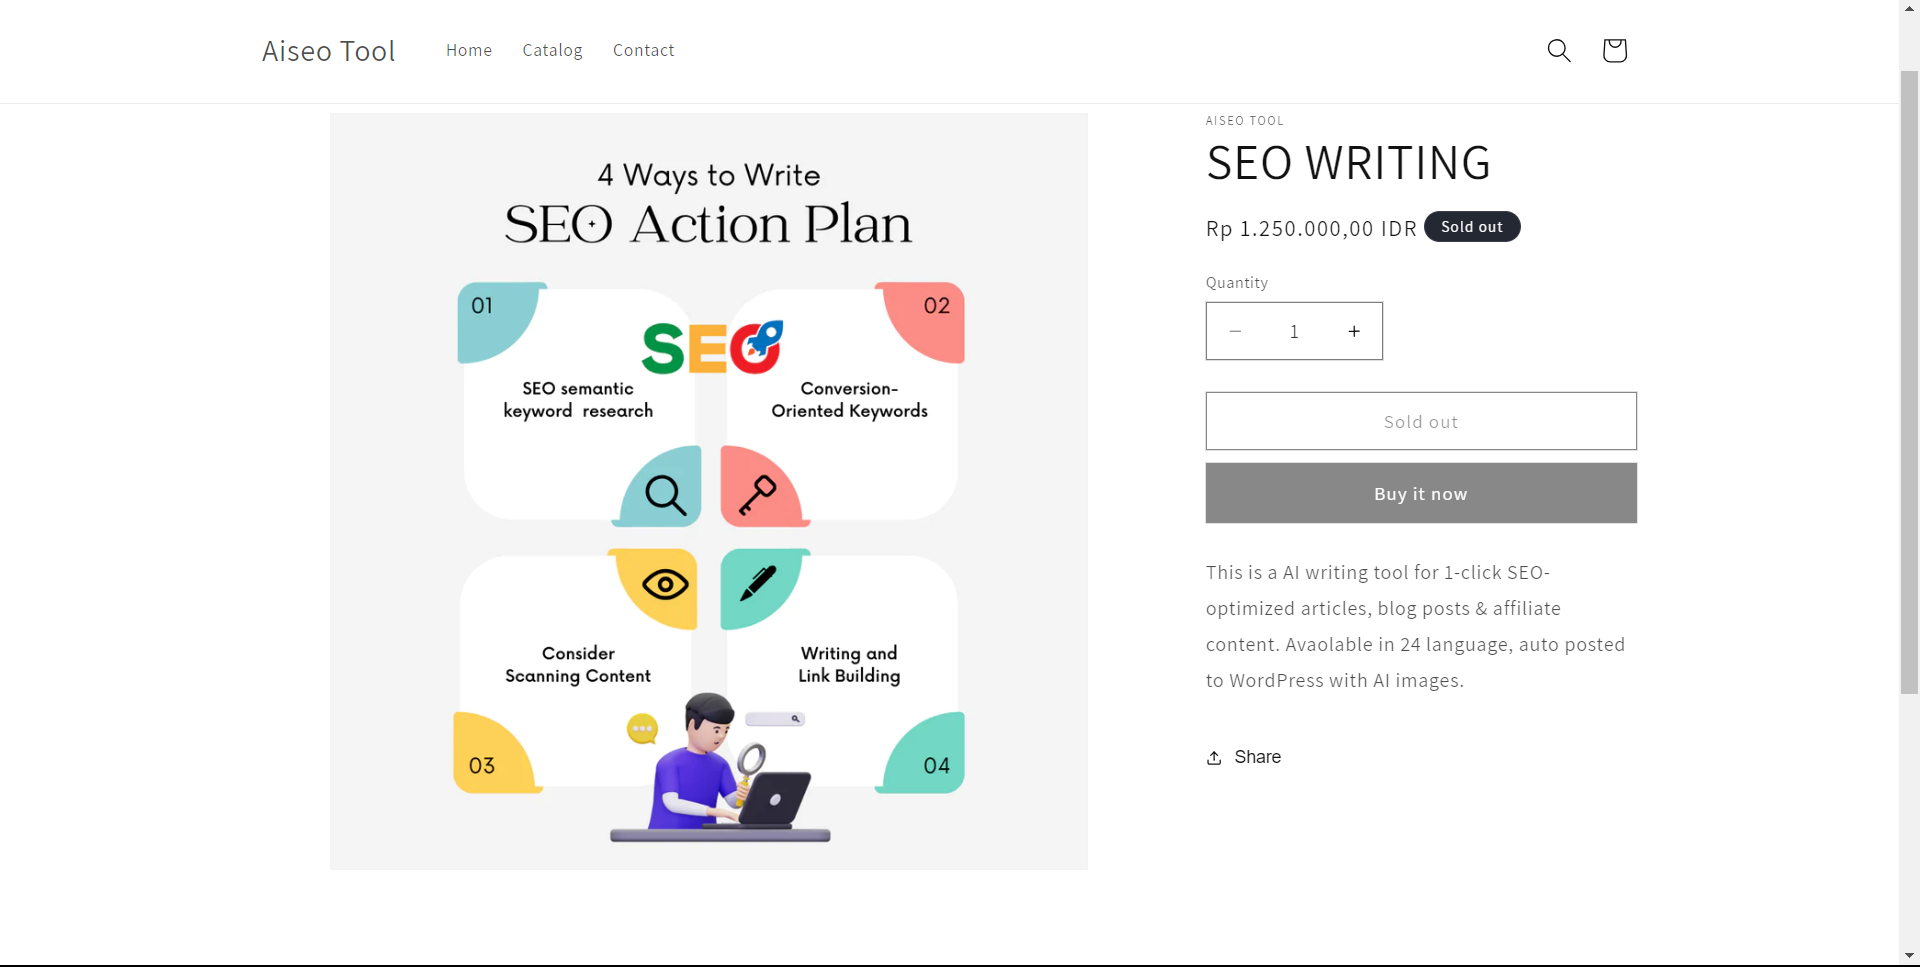 Aiseo Tool
Home
Catalog
Contact
4 Ways to Write
SEO Action Plan
01
02
SEO
SEO semantic
keyword research
Conversion-
Oriented Keywords
Consider
Scanning Content
Writing and
Link Building
03
04
AISEO TOOL
SEO WRITING
Rp 1.250.000,00 IDR
Sold out
Quantity
1
Sold out
Buy it now
This is a AI writing tool for 1-click SEO-
optimized articles, blog posts & affiliate
content. Avaolable in 24 language, auto posted
to WordPress with AI images.
Share